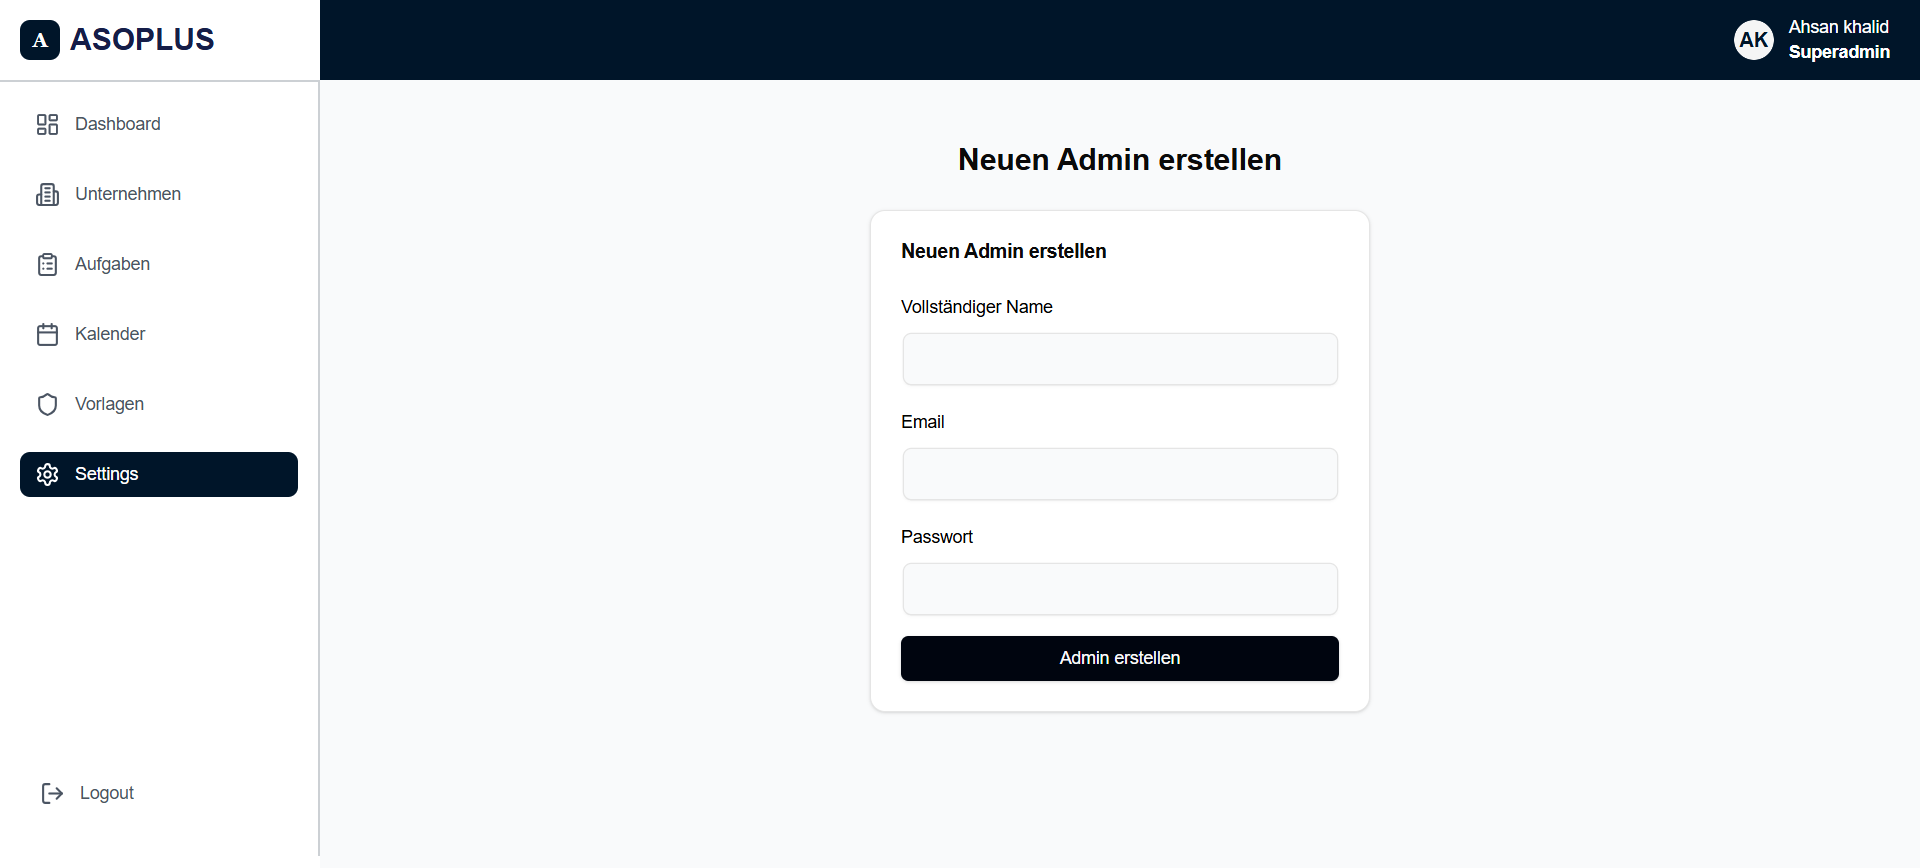 A ASOPLUS
AK
Ahsan khalid
Superadmin
Dashboard
Unternehmen
Aufgaben
Kalender
Vorlagen
Settings
Logout
Neuen Admin erstellen
Neuen Admin erstellen
Vollständiger Name
Email
Passwort
Admin erstellen